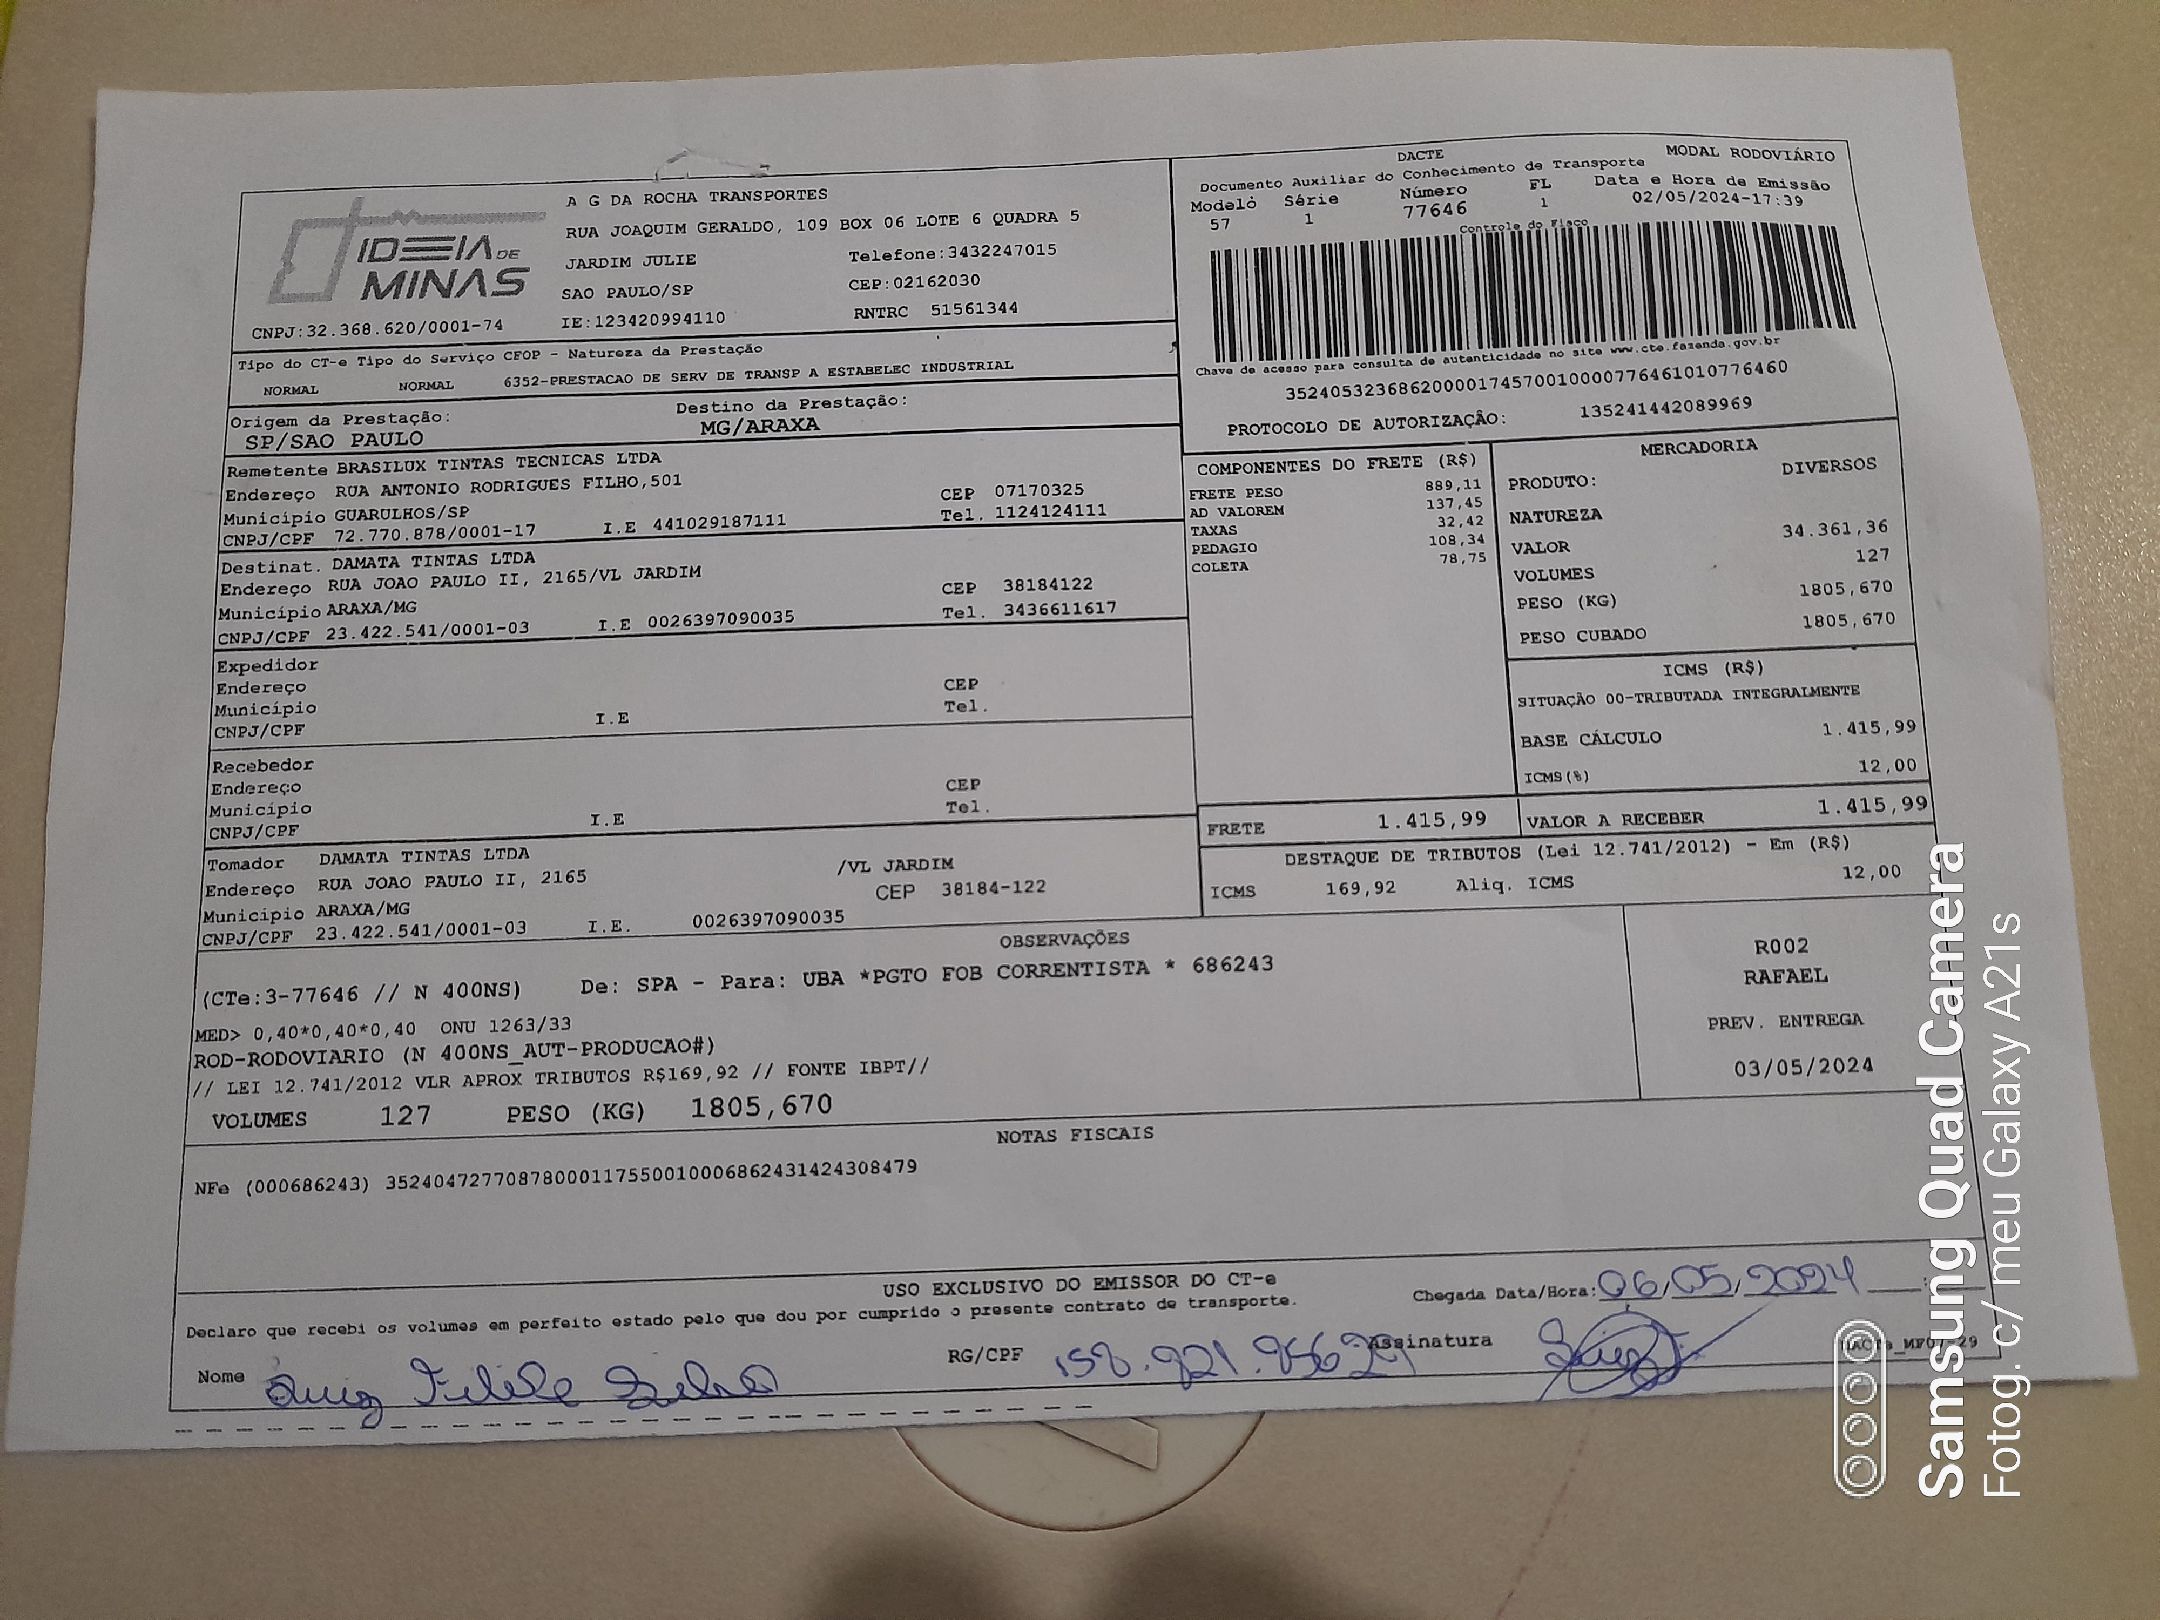 IDEIA DE
MINAS
CNPJ:32.368.620/0001-74
A G DA ROCHA TRANSPORTES
RUA JOAQUIM GERALDO, 109 BOX 06 LOTE 6 QUADRA 5
JARDIM JULIE Telefone:3432247015
SAO PAULO/SP CEP:02162030
IE:123420994110 RNTRC 51561344
DACTE MODAL RODOVIÁRIO
Documento Auxiliar do Conhecimento de Transporte
Modelo Série Número FL Data e Hora de Emissão
57 1 77646 1 02/05/2024-17:39
Controle do Fisco
Chave de acesso para consulta de autenticidade no site www.cte.fazenda.gov.br
35240532368620000174570010000776461010776460
PROTOCOLO DE AUTORIZAÇÃO: 135241442089969
Tipo do CT-e Tipo do Serviço CFOP - Natureza da Prestação
NORMAL NORMAL 6352-PRESTACAO DE SERV DE TRANSP A ESTABELEC INDUSTRIAL
Origem da Prestação: Destino da Prestação:
SP/SAO PAULO MG/ARAXA
Remetente BRASILUX TINTAS TECNICAS LTDA
Endereço RUA ANTONIO RODRIGUES FILHO,501 CEP 07170325
Município GUARULHOS/SP Tel. 1124124111
CNPJ/CPF 72.770.878/0001-17 I.E 441029187111
Destinat. DAMATA TINTAS LTDA
Endereço RUA JOAO PAULO II, 2165/VL JARDIM CEP 38184122
Município ARAXA/MG Tel. 3436611617
CNPJ/CPF 23.422.541/0001-03 I.E 0026397090035
Expedidor
Endereço CEP
Município Tel.
CNPJ/CPF I.E
Recebedor
Endereço CEP
Município Tel.
CNPJ/CPF I.E
Tomador DAMATA TINTAS LTDA /VL JARDIM
Endereço RUA JOAO PAULO II, 2165 CEP 38184-122
Município ARAXA/MG
CNPJ/CPF 23.422.541/0001-03 I.E. 0026397090035
COMPONENTES DO FRETE (R$)
FRETE PESO 889,11
AD VALOREM 137,45
TAXAS 32,42
PEDAGIO 108,34
COLETA 78,75
MERCADORIA
PRODUTO: DIVERSOS
NATUREZA
VALOR 34.361,36
VOLUMES 127
PESO (KG) 1805,670
PESO CUBADO 1805,670
ICMS (R$)
SITUAÇÃO 00-TRIBUTADA INTEGRALMENTE
BASE CÁLCULO 1.415,99
ICMS(%) 12,00
FRETE 1.415,99 VALOR A RECEBER 1.415,99
DESTAQUE DE TRIBUTOS (Lei 12.741/2012) - Em (R$)
ICMS 169,92 Aliq. ICMS 12,00
OBSERVAÇÕES
(CTe:3-77646 // N 400NS) De: SPA - Para: UBA *PGTO FOB CORRENTISTA * 686243
MED> 0,40*0,40*0,40 ONU 1263/33
ROD-RODOVIARIO (N 400NS_AUT-PRODUCAO#)
// LEI 12.741/2012 VLR APROX TRIBUTOS R$169,92 // FONTE IBPT//
VOLUMES 127 PESO (KG) 1805,670
R002
RAFAEL
PREV. ENTREGA
03/05/2024
NOTAS FISCAIS
NFe (000686243) 35240472770878000117550010006862431424308479
USO EXCLUSIVO DO EMISSOR DO CT-e
Chegada Data/Hora: 06/05/2024 :
Declaro que recebi os volumes em perfeito estado pelo que dou por cumprido o presente contrato de transporte.
Nome Luiz Felipe Silva RG/CPF 158.921.956 29 Assinatura
Samsung Quad Camera
Fotog. c/ meu Galaxy A21s